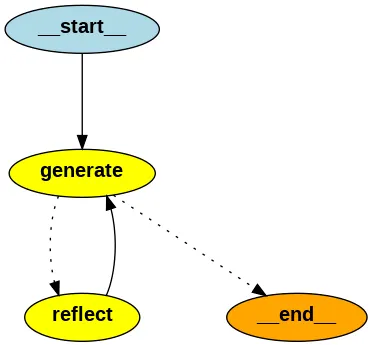 __start__
generate
reflect
__end__